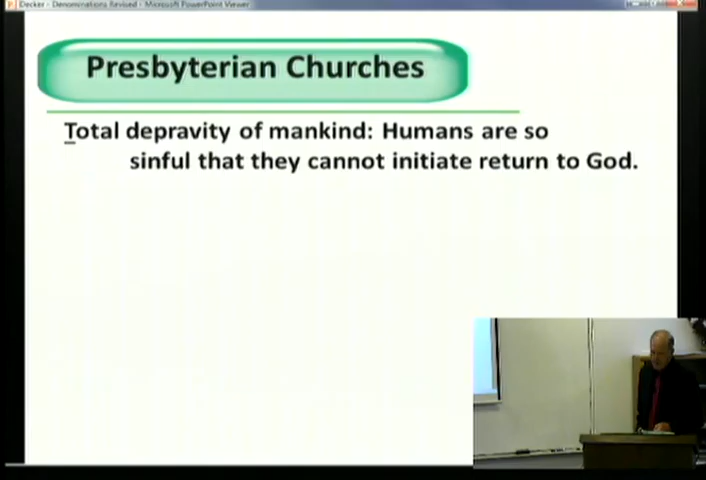 Decker - Denominations Revised - Microsoft PowerPoint Viewer
Presbyterian Churches
Total depravity of mankind: Humans are so
sinful that they cannot initiate return to God.